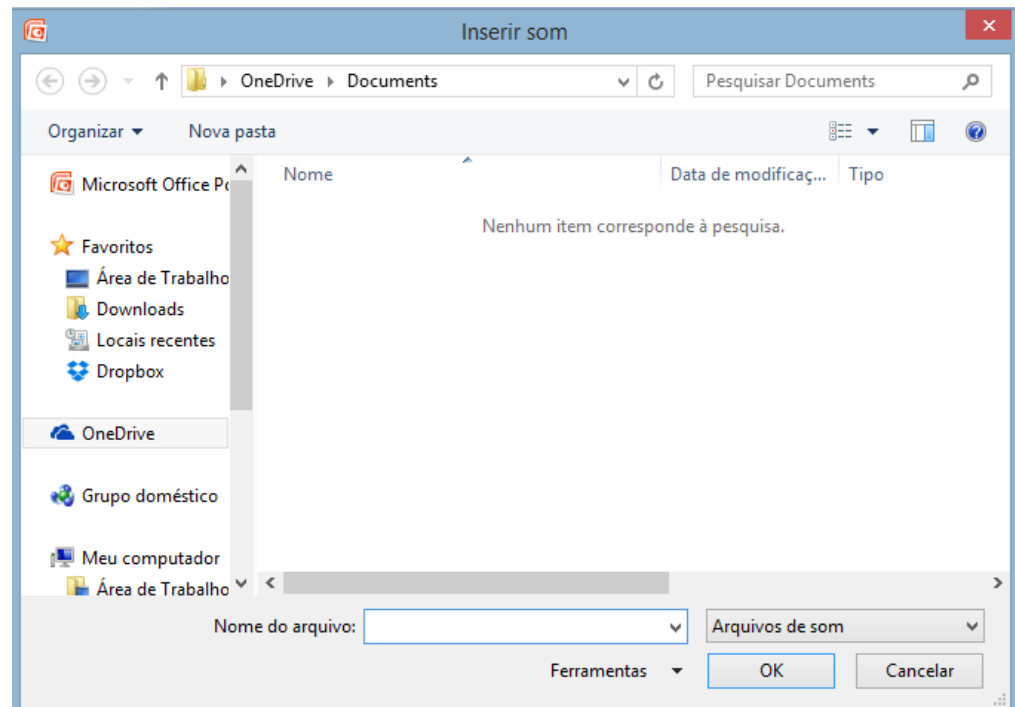 Inserir som
OneDrive Documents
Pesquisar Documents
Organizar Nova pasta
Microsoft Office Po
Nome Data de modificaç... Tipo
Nenhum item corresponde à pesquisa.
Favoritos
Área de Trabalho
Downloads
Locais recentes
Dropbox
OneDrive
Grupo doméstico
Meu computador
Área de Trabalho
Nome do arquivo: Arquivos de som
Ferramentas OK Cancelar